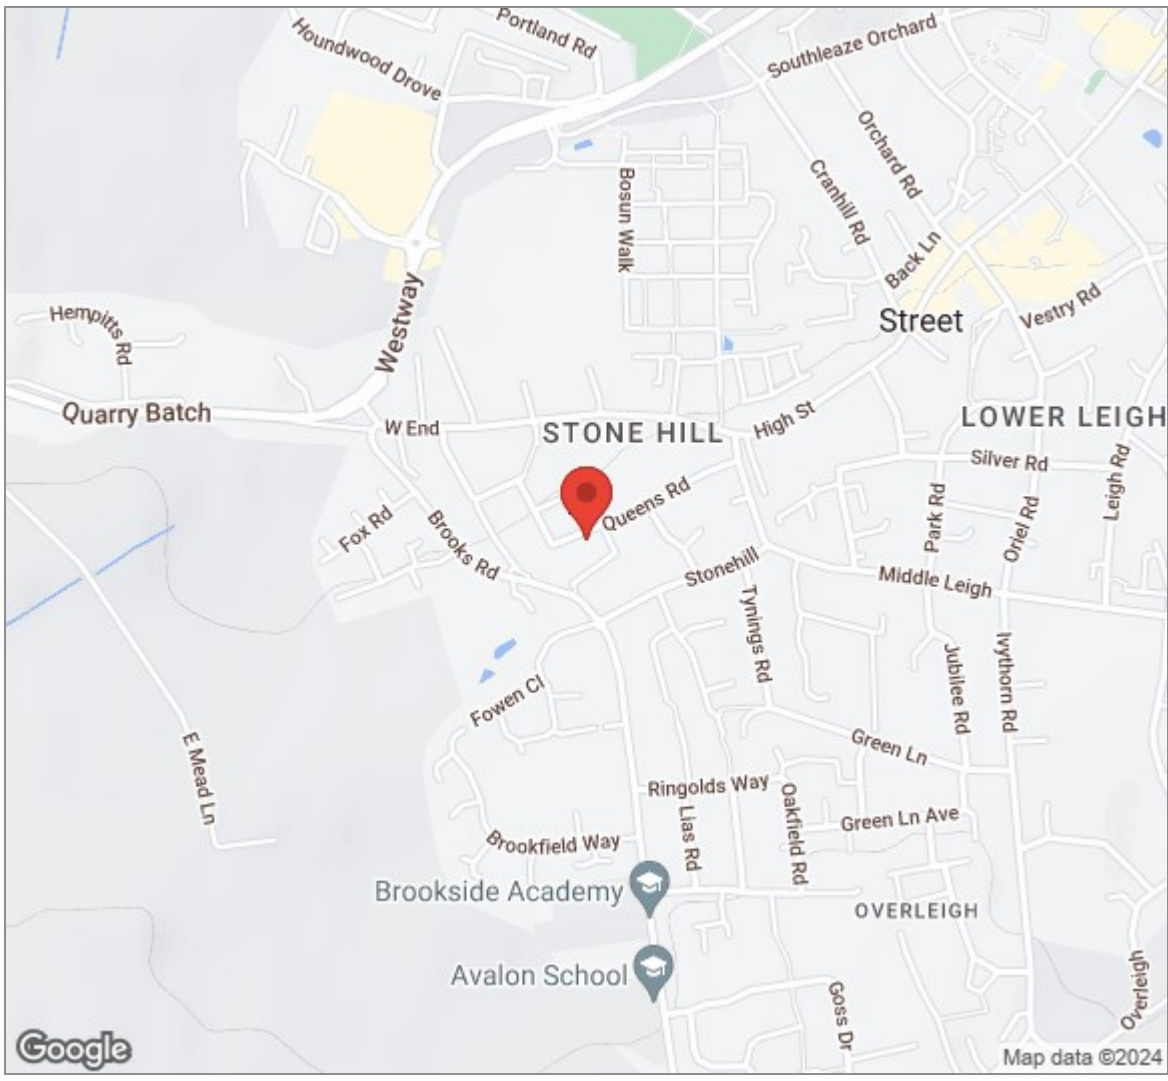 Portland Rd
Houndwood Drove
Southleaze Orchard
Orchard Rd
Cranhill Rd
Bosun Walk
Back Ln
Westway
Vestry Rd
Hempitts Rd
Street
Quarry Batch
W End
STONE HILL
High St
LOWER LEIGH
Silver Rd
Leigh Rd
Queens Rd
Park Rd
Oriel Rd
Fox Rd
Brooks Rd
Stonehill
Middle Leigh
Tynings Rd
Jubilee Rd
Ivythorn Rd
Fowen Cl
Green Ln
E Mead Ln
Ringolds Way
Lias Rd
Oakfield Rd
Green Ln Ave
Brookfield Way
Brookside Academy
OVERLEIGH
Avalon School
Goss Dr
Overleigh
Google
Map data ©2024